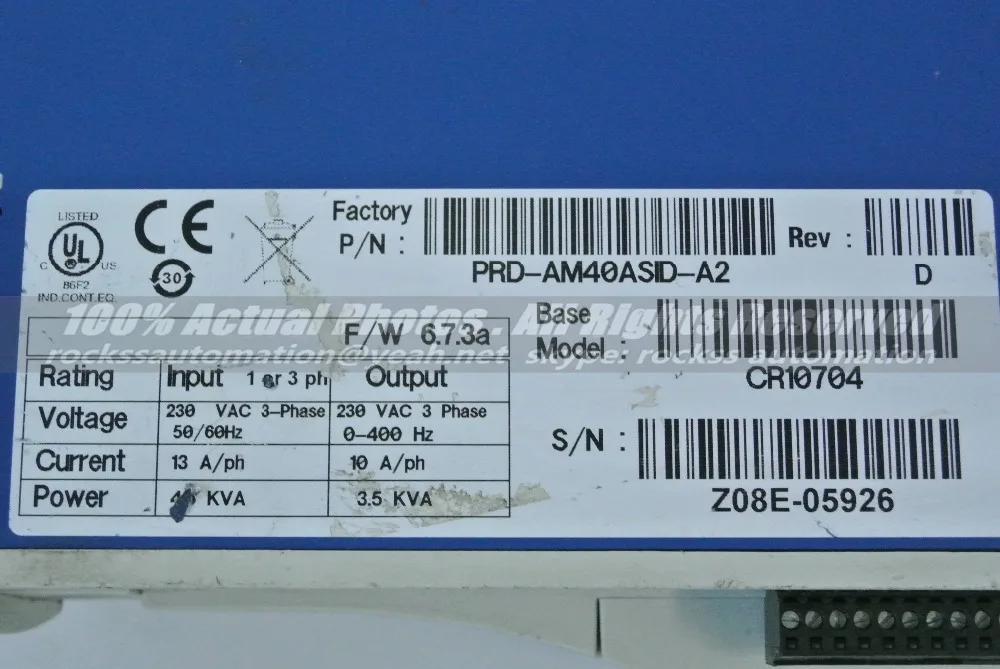 LISTED
UL
C US
86F2
IND.CONT.EQ.
CE
30
Factory
P/N :
PRD-AM40ASID-A2
Rev :
D
100% Actual Photos . All Rights Reserved
rockssautomation@yeah.net skype:rockssautomation
F/W 6.7.3a
Base
Model :
CR10704
Rating Input 1 or 3 ph Output
Voltage 230 VAC 3-Phase 50/60Hz 230 VAC 3 Phase 0-400 Hz
Current 13 A/ph 10 A/ph
Power KVA 3.5 KVA
S/N :
Z08E-05926